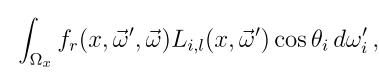 ∫_{Ω_x} f_r(x, ω⃗′, ω⃗) L_{i,l}(x, ω⃗′) cos θ_i dω′_i ,